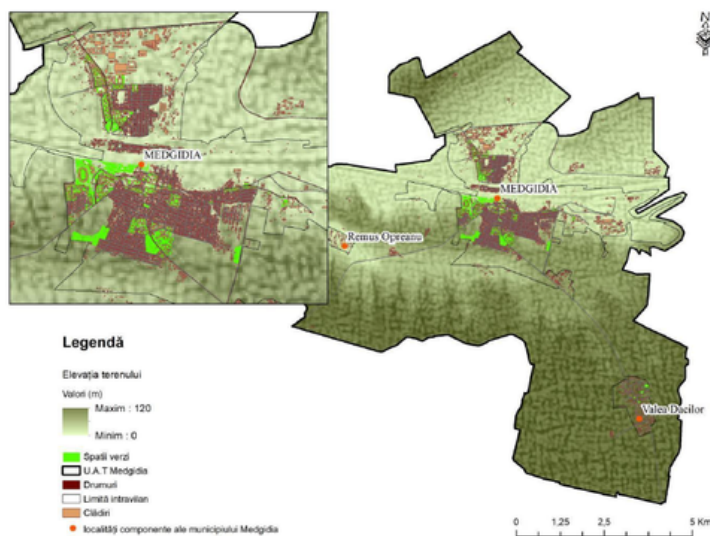 MEDGIDIA
N
MEDGIDIA
Remus Opreanu
Valea Dacilor
Legendă
Elevația terenului
Valori (m)
Maxim : 120
Minim : 0
Spatii verzi
U.A.T Medgidia
Drumuri
Limită intravilan
Clădiri
localități componente ale municipiului Medgidia
0 1,25 2,5 5 Km